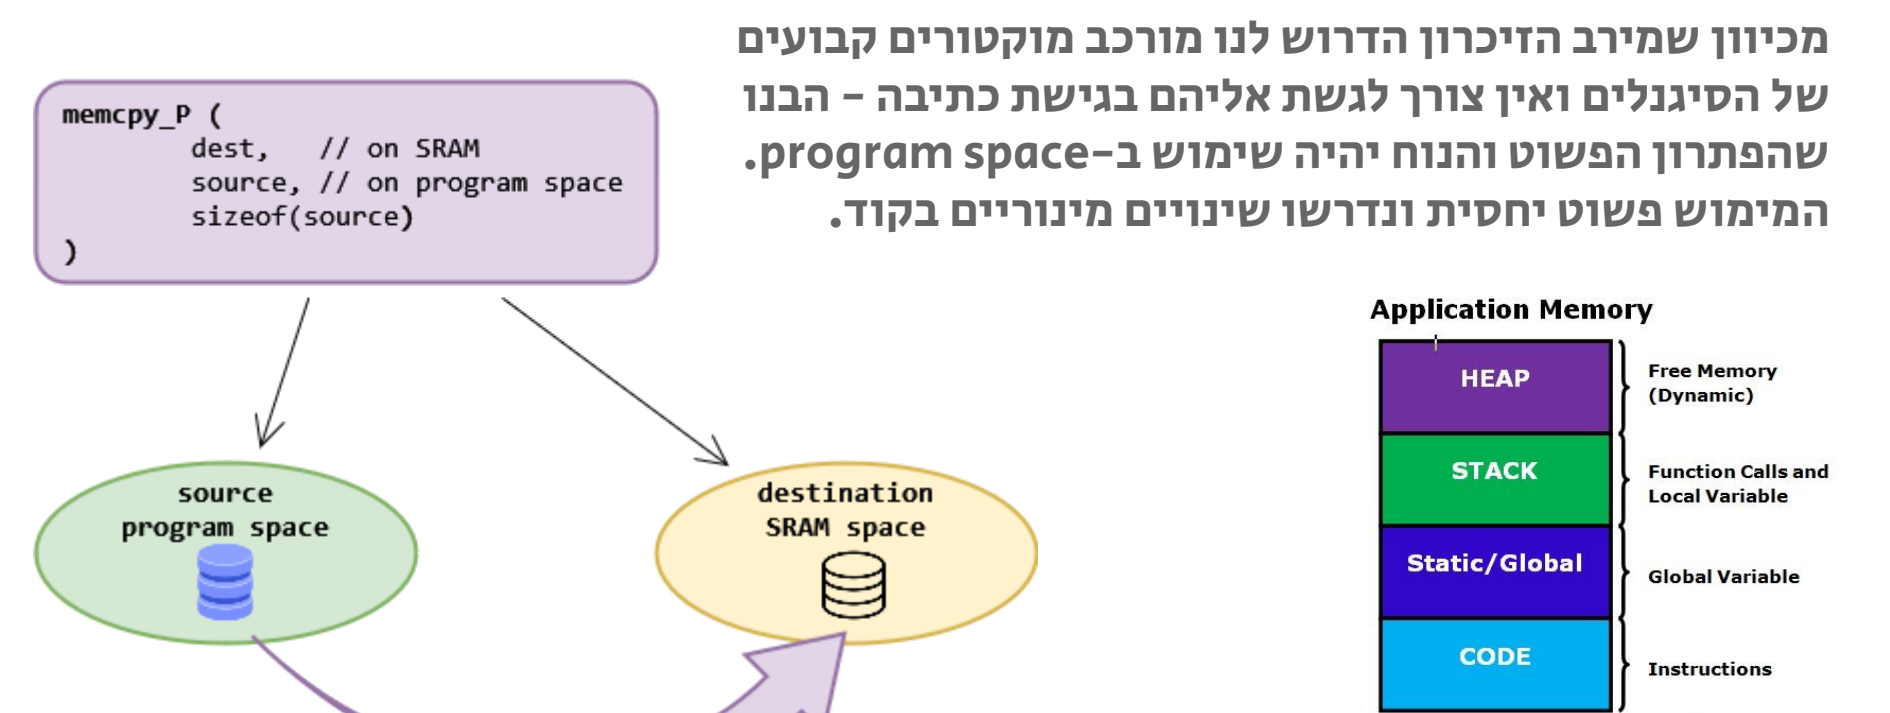 מכיוון שמירב הזיכרון הדרוש לנו מורכב מוקטורים קבועים
של הסיגנלים ואין צורך לגשת אליהם בגישת כתיבה - הבנו
שהפתרון הפשוט והנוח יהיה שימוש ב-program space.
המימוש פשוט יחסית ונדרשו שינויים מינוריים בקוד.
memcpy_P (
dest, // on SRAM
source, // on program space
sizeof(source)
)
source
program space
destination
SRAM space
Application Memory
HEAP
Free Memory
(Dynamic)
STACK
Function Calls and
Local Variable
Static/Global
Global Variable
CODE
Instructions